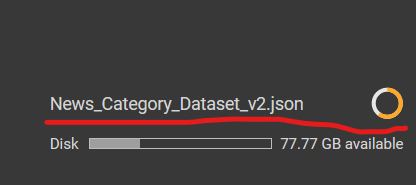 News_Category_Dataset_v2.json
Disk 77.77 GB available